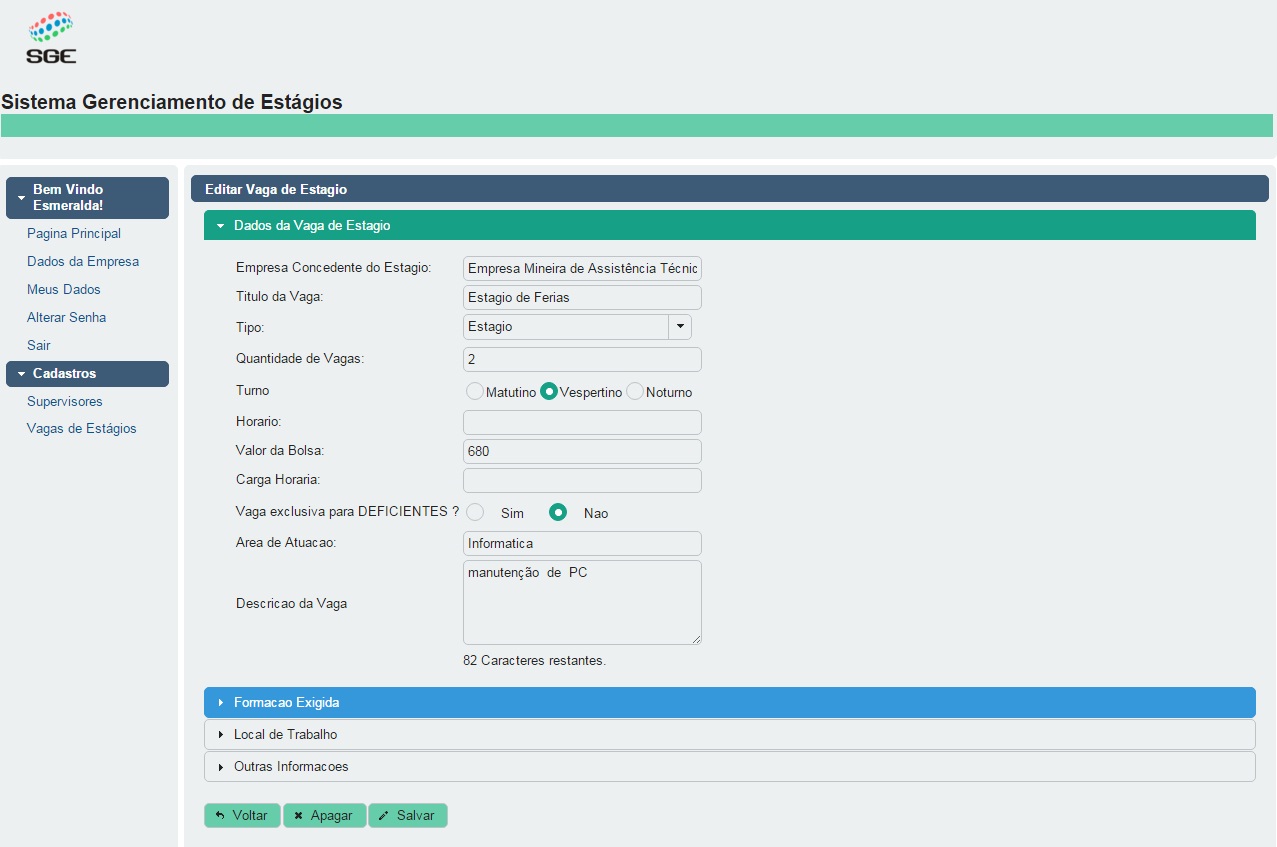 SGE
Sistema Gerenciamento de Estágios
Bem Vindo
Esmeralda!
Pagina Principal
Dados da Empresa
Meus Dados
Alterar Senha
Sair
Cadastros
Supervisores
Vagas de Estágios
Editar Vaga de Estagio
Dados da Vaga de Estagio
Empresa Concedente do Estagio: Empresa Mineira de Assistência Técnic
Titulo da Vaga: Estagio de Ferias
Tipo: Estagio
Quantidade de Vagas: 2
Turno Matutino Vespertino Noturno
Horario:
Valor da Bolsa: 680
Carga Horaria:
Vaga exclusiva para DEFICIENTES ? Sim Nao
Area de Atuacao: Informatica
Descricao da Vaga manutenção de PC
82 Caracteres restantes.
Formacao Exigida
Local de Trabalho
Outras Informacoes
Voltar Apagar Salvar